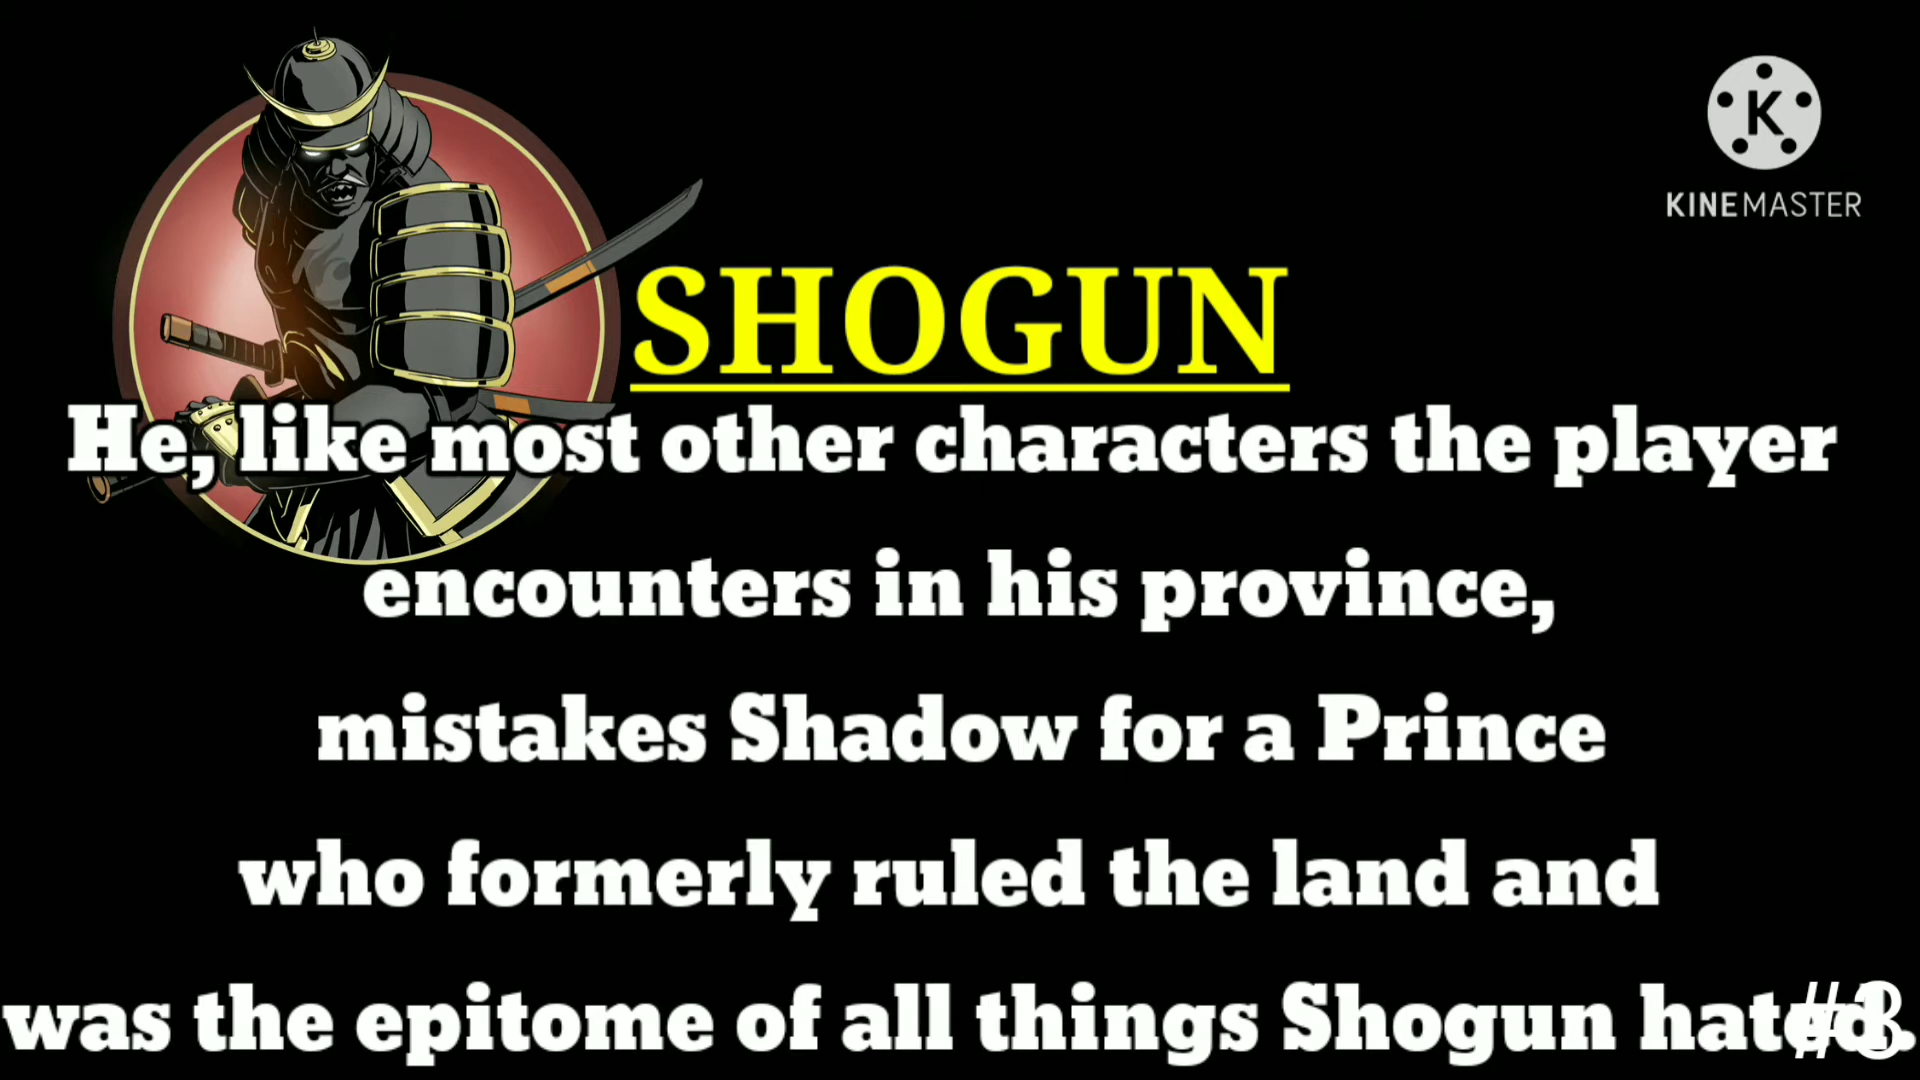 K
KINEMASTER
SHOGUN
He, like most other characters the player
encounters in his province,
mistakes Shadow for a Prince
who formerly ruled the land and
was the epitome of all things Shogun hated.
#3